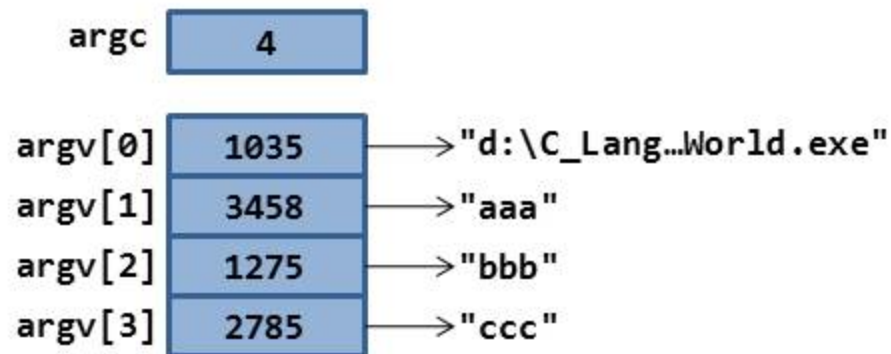 argc 4
argv[0] 1035 "d:\C_Lang…World.exe"
argv[1] 3458 "aaa"
argv[2] 1275 "bbb"
argv[3] 2785 "ccc"